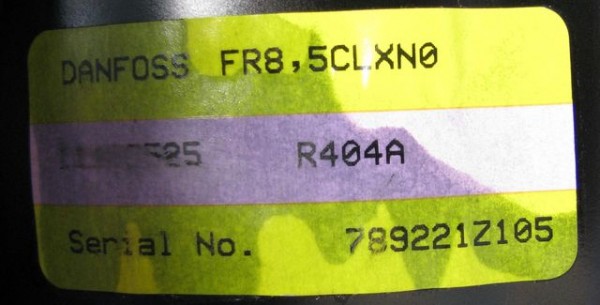 DANFOSS FR8,5CLXN0
R404A
Serial No. 789221Z105